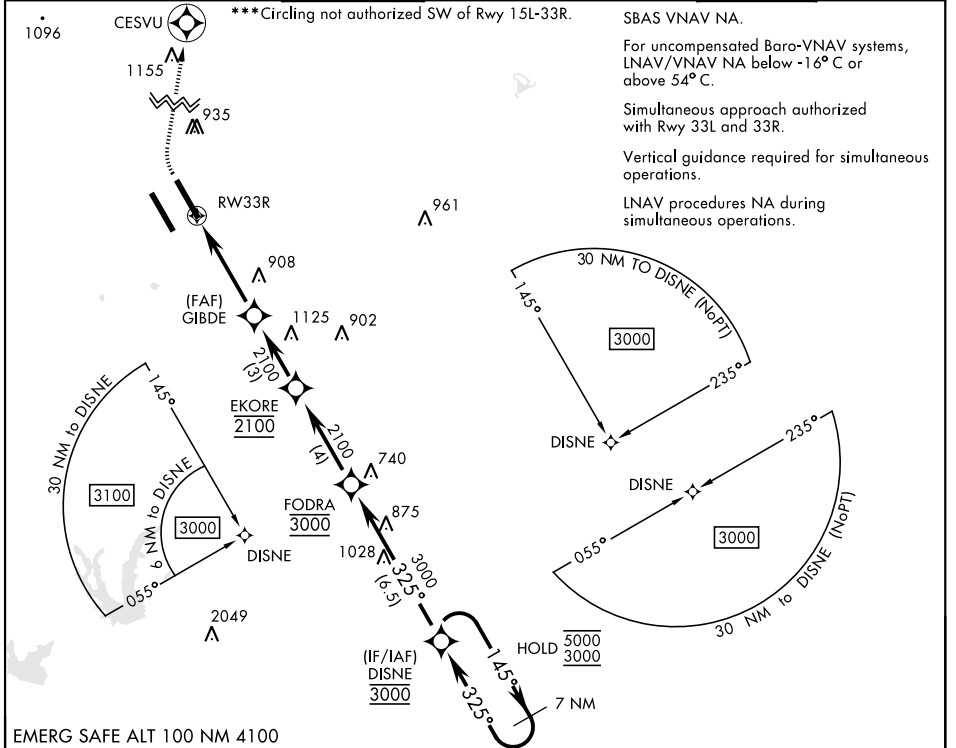 1096
CESVU
***Circling not authorized SW of Rwy 15L-33R.
1155
935
RW33R
961
908
(FAF)
GIBDE
1125
902
2100
(3)
EKORE
2100
2100
(4)
740
FODRA
3000
875
1028
3000
325°
(6.5)
(IF/IAF)
DISNE
3000
HOLD
5000
3000
145°
325°
7 NM
SBAS VNAV NA.
For uncompensated Baro-VNAV systems,
LNAV/VNAV NA below -16° C or
above 54° C.
Simultaneous approach authorized
with Rwy 33L and 33R.
Vertical guidance required for simultaneous
operations.
LNAV procedures NA during
simultaneous operations.
30 NM TO DISNE (NoPT)
145°
3000
235°
DISNE
DISNE
235°
055°
3000
30 NM to DISNE (NoPT)
30 NM to DISNE
145°
3100
6 NM to DISNE
3000
DISNE
055°
2049
EMERG SAFE ALT 100 NM 4100